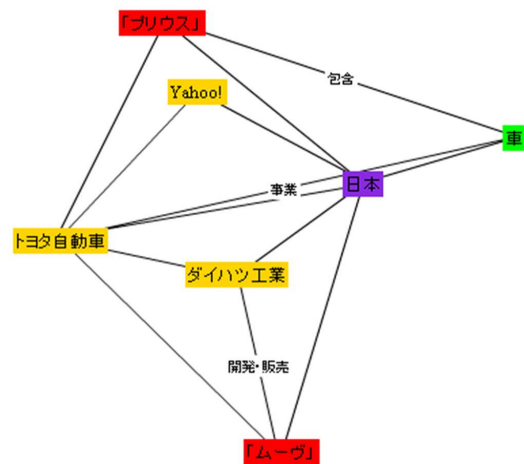 「プリウス」
包含
Yahoo!
車
事業
日本
トヨタ自動車
ダイハツ工業
開発・販売
「ムーヴ」